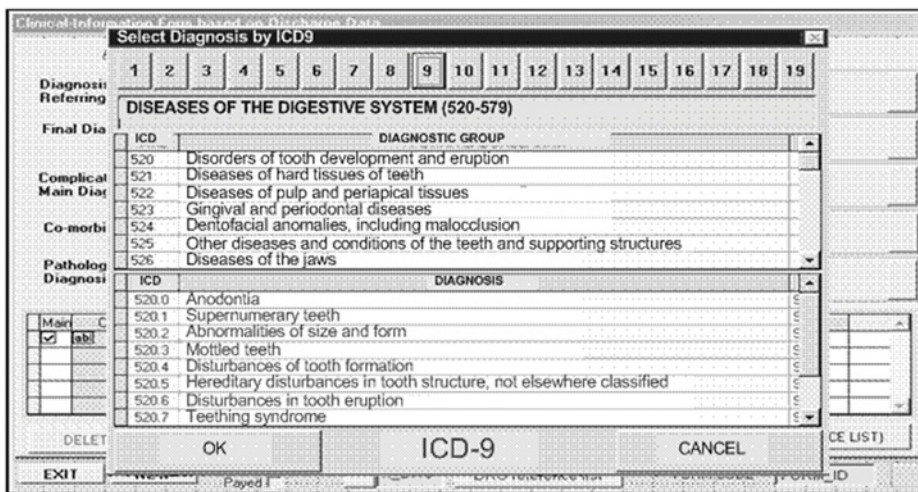 Clinical Information Form based on Discharge Data
Select Diagnosis by ICD9
1 2 3 4 5 6 7 8 9 10 11 12 13 14 15 16 17 18 19
DISEASES OF THE DIGESTIVE SYSTEM (520-579)
Diagnosis
Referring
Final Dia
Complicat
Main Diag
Co-morbi
Patholog
Diagnosi
ICD DIAGNOSTIC GROUP
520 Disorders of tooth development and eruption
521 Diseases of hard tissues of teeth
522 Diseases of pulp and periapical tissues
523 Gingival and periodontal diseases
524 Dentofacial anomalies, including malocclusion
525 Other diseases and conditions of the teeth and supporting structures
526 Diseases of the jaws
ICD DIAGNOSIS
520.0 Anodontia
520.1 Supernumerary teeth
520.2 Abnormalities of size and form
520.3 Mottled teeth
520.4 Disturbances of tooth formation
520.5 Hereditary disturbances in tooth structure, not elsewhere classified
520.6 Disturbances in tooth eruption
520.7 Teething syndrome
Main C
ab
DELET OK ICD-9 CANCEL CE LIST)
EXIT
Payed
FORM_ID